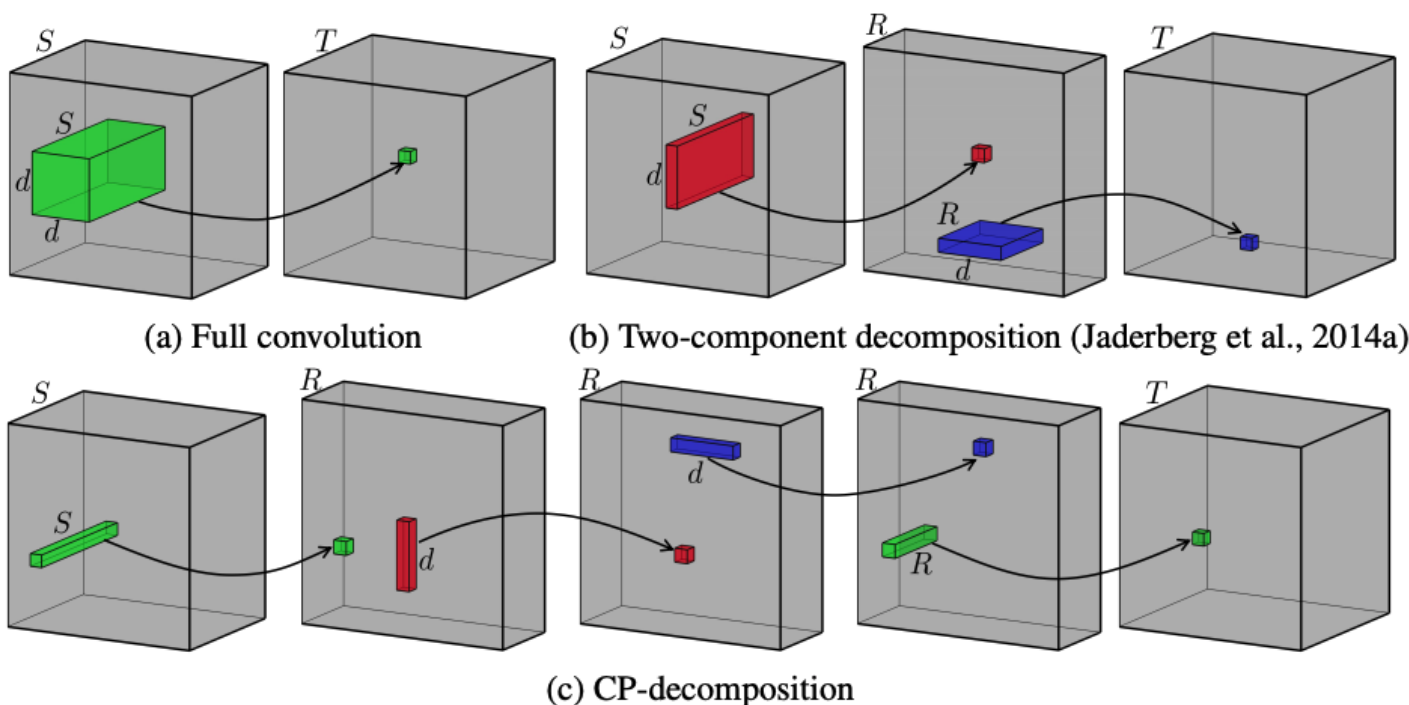 S
T
S
R
T
S
d
d
S
d
R
d
(a) Full convolution
(b) Two-component decomposition (Jaderberg et al., 2014a)
S
R
R
R
T
S
d
d
R
(c) CP-decomposition